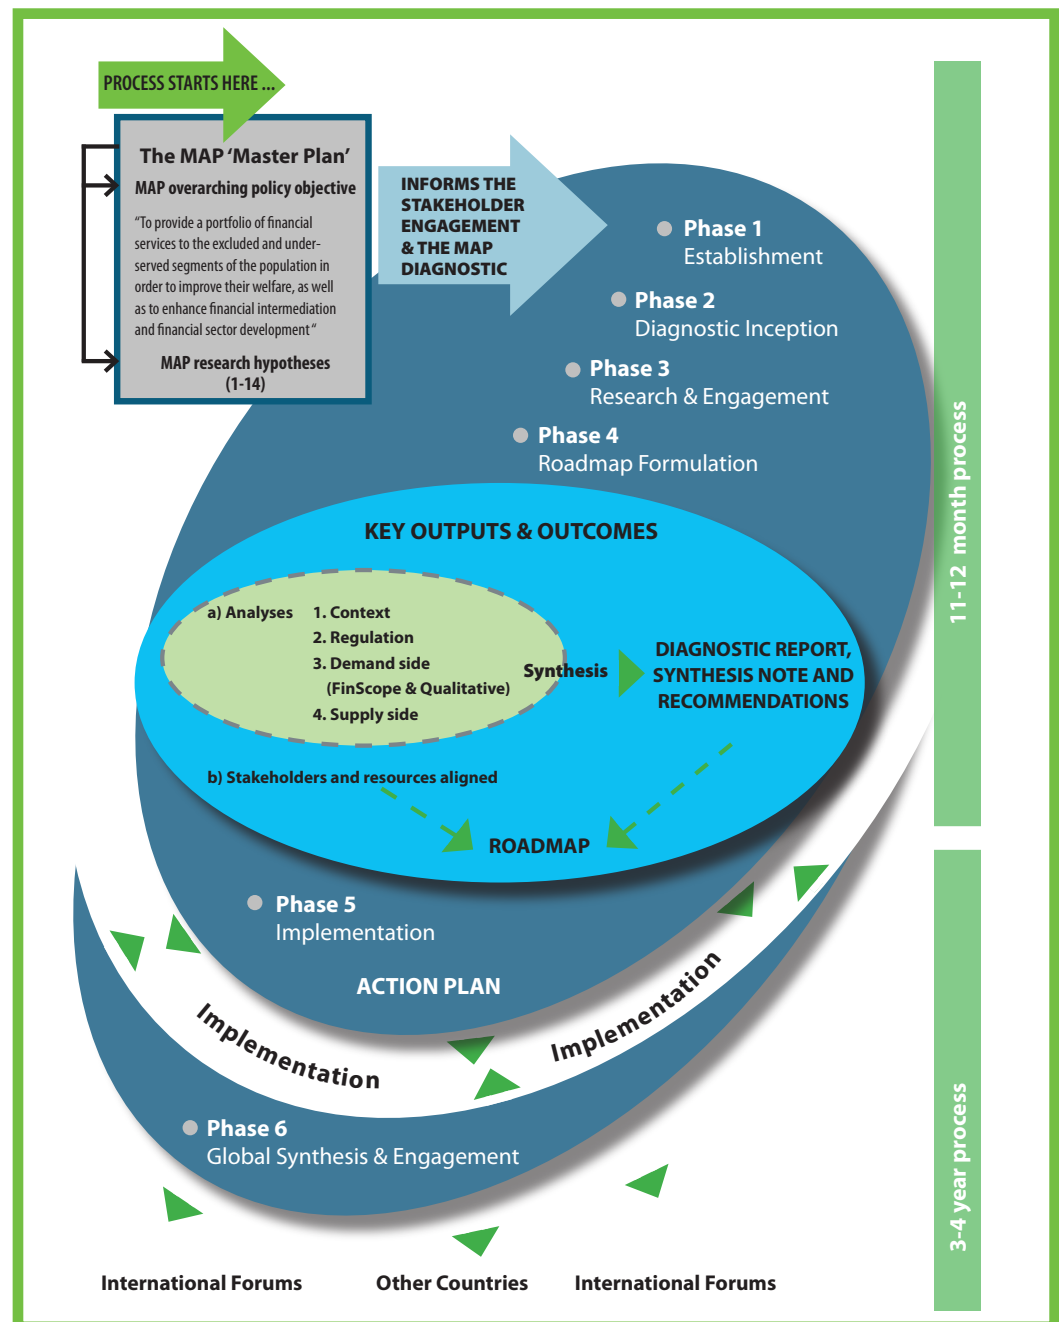 PROCESS STARTS HERE ...
The MAP ‘Master Plan’
MAP overarching policy objective
“To provide a portfolio of financial
services to the excluded and under-
served segments of the population in
order to improve their welfare, as well
as to enhance financial intermediation
and financial sector development“
MAP research hypotheses
(1-14)
INFORMS THE
STAKEHOLDER
ENGAGEMENT
& THE MAP
DIAGNOSTIC
Phase 1
Establishment
Phase 2
Diagnostic Inception
Phase 3
Research & Engagement
Phase 4
Roadmap Formulation
KEY OUTPUTS & OUTCOMES
a) Analyses
1. Context
2. Regulation
3. Demand side
(FinScope & Qualitative)
4. Supply side
Synthesis
DIAGNOSTIC REPORT,
SYNTHESIS NOTE AND
RECOMMENDATIONS
b) Stakeholders and resources aligned
ROADMAP
Phase 5
Implementation
ACTION PLAN
Implementation
Implementation
Phase 6
Global Synthesis & Engagement
International Forums
Other Countries
International Forums
11-12 month process
3-4 year process